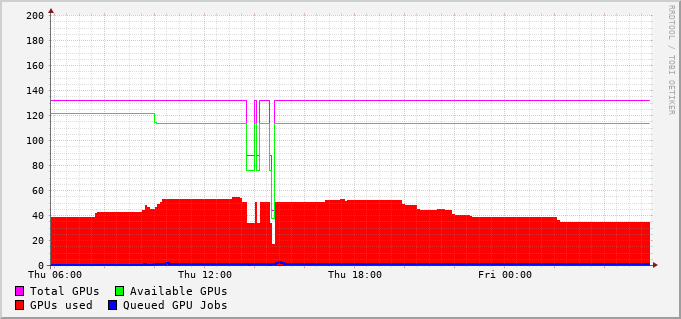 200
180
160
140
120
100
80
60
40
20
0
Thu 06:00 Thu 12:00 Thu 18:00 Fri 00:00
Total GPUs Available GPUs
GPUs used Queued GPU Jobs
RRDTOOL / TOBI OETIKER